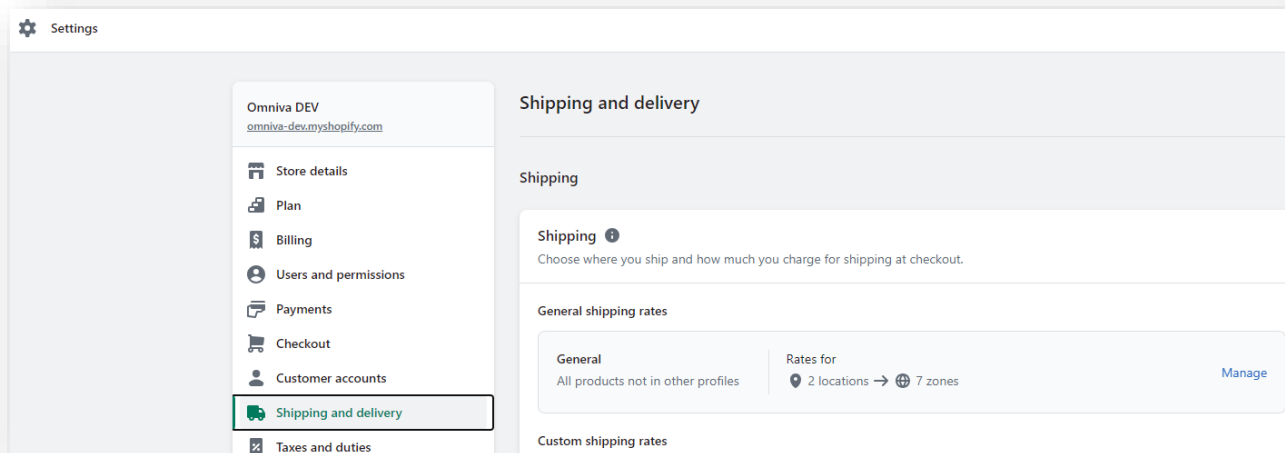 Settings
Omniva DEV
omniva-dev.myshopify.com
Store details
Plan
Billing
Users and permissions
Payments
Checkout
Customer accounts
Shipping and delivery
Taxes and duties
Shipping and delivery
Shipping
Shipping
Choose where you ship and how much you charge for shipping at checkout.
General shipping rates
General
All products not in other profiles
Rates for
2 locations → 7 zones
Manage
Custom shipping rates